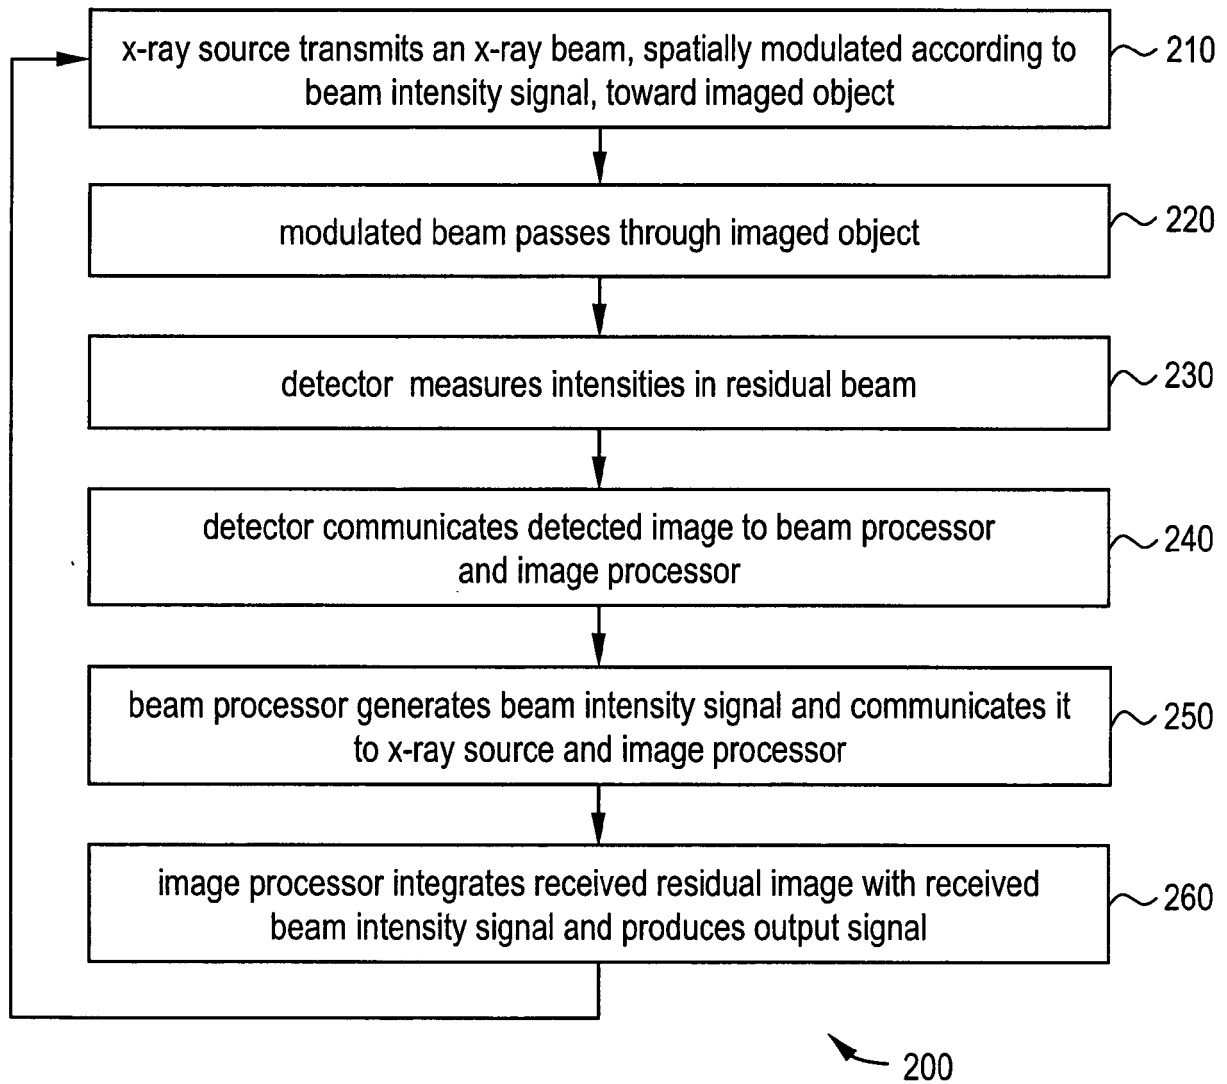 x-ray source transmits an x-ray beam, spatially modulated according to
beam intensity signal, toward imaged object
210
modulated beam passes through imaged object
220
detector measures intensities in residual beam
230
detector communicates detected image to beam processor
and image processor
240
beam processor generates beam intensity signal and communicates it
to x-ray source and image processor
250
image processor integrates received residual image with received
beam intensity signal and produces output signal
260
200